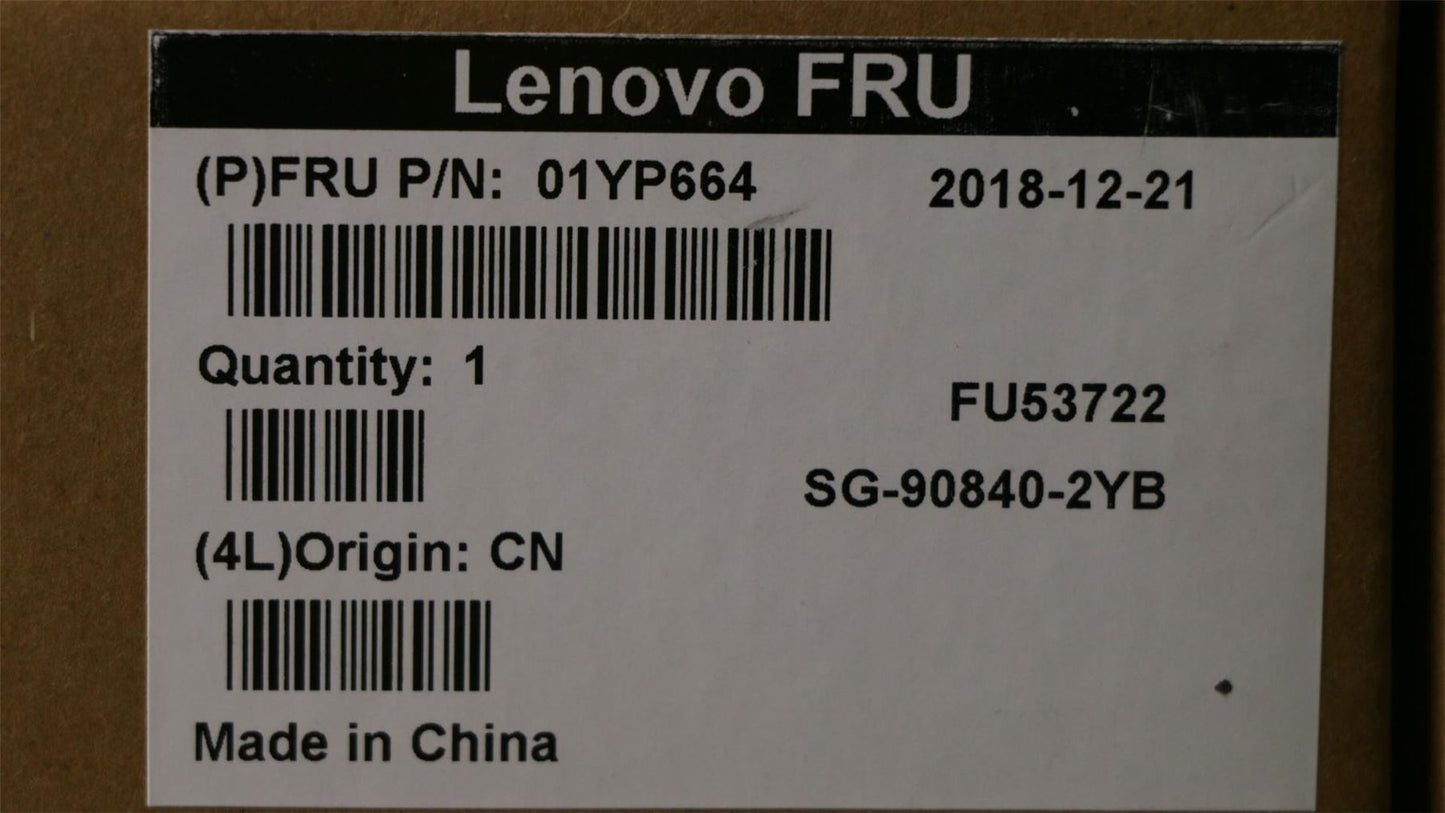 Lenovo FRU
(P)FRU P/N: 01YP664 2018-12-21
Quantity: 1
FU53722
SG-90840-2YB
(4L)Origin: CN
Made in China